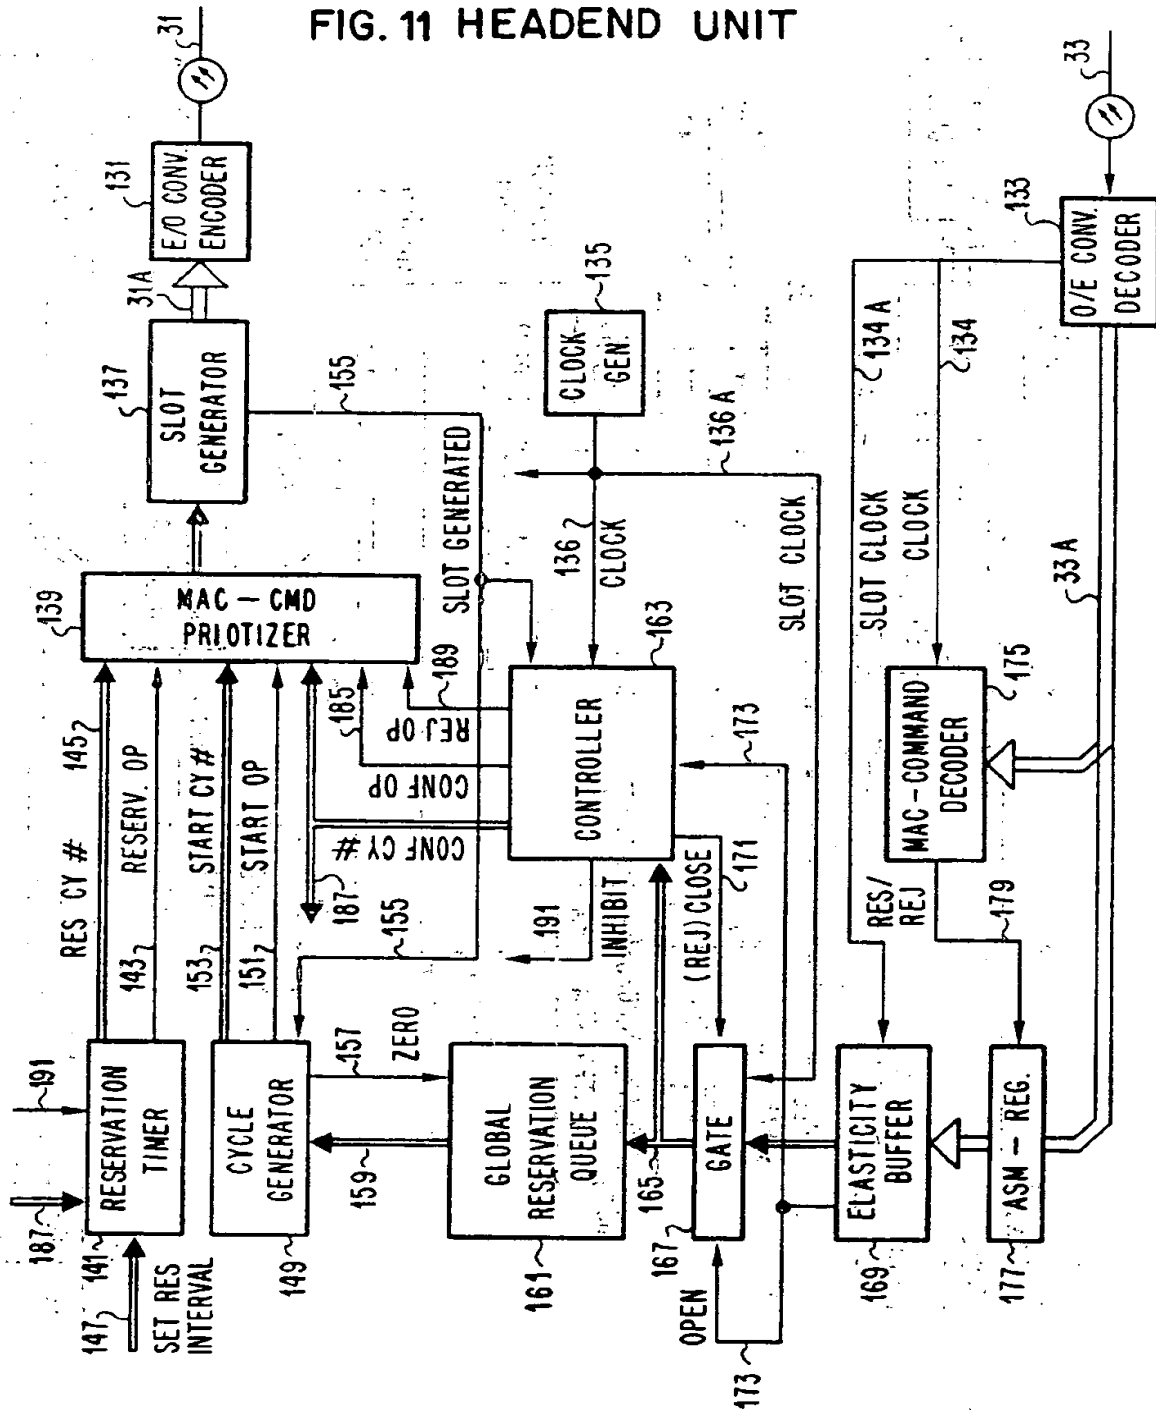 FIG. 11 HEADEND UNIT
31
131
E/O CONV.
ENCODER
31A
137
SLOT
GENERATOR
155
139
MAC-CMD
PRIOTIZER
SLOT GENERATED
RES CY #
145
RESERV. OP
143
START CY#
153
START OP
151
187
CONF CY #
CONF OP
185
REJ OP
189
191
187
RESERVATION
TIMER
141
147
SET RES
INTERVAL
CYCLE
GENERATOR
149
155
157
ZERO
159
GLOBAL
RESERVATION
QUEUE
161
CLOCK
GEN.
135
136
CLOCK
136A
SLOT CLOCK
CONTROLLER
163
191
INHIBIT
(REJ) CLOSE
171
173
165
GATE
167
OPEN
173
ELASTICITY
BUFFER
169
ASM-REG.
177
RES/
REJ
179
MAC-COMMAND
DECODER
175
SLOT CLOCK
134A
CLOCK
134
33A
O/E CONV.
DECODER
133
33